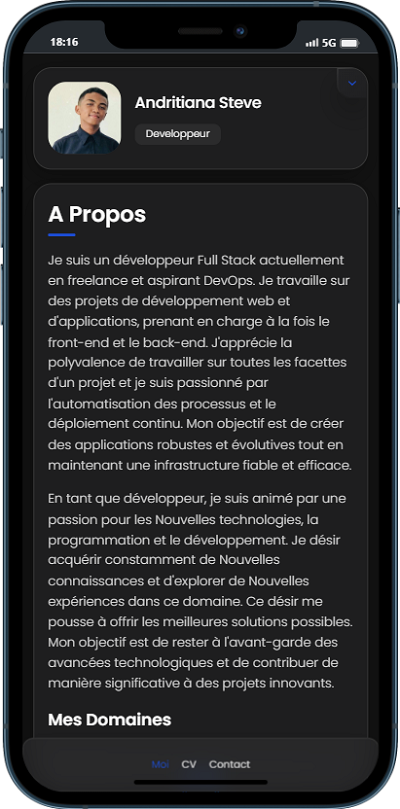 18:16
5G
Andritiana Steve
Developpeur
A Propos
Je suis un développeur Full Stack actuellement
en freelance et aspirant DevOps. Je travaille sur
des projets de développement web et
d'applications, prenant en charge à la fois le
front-end et le back-end. J'apprécie la
polyvalence de travailler sur toutes les facettes
d'un projet et je suis passionné par
l'automatisation des processus et le
déploiement continu. Mon objectif est de créer
des applications robustes et évolutives tout en
maintenant une infrastructure fiable et efficace.
En tant que développeur, je suis animé par une
passion pour les Nouvelles technologies, la
programmation et le développement. Je désir
acquérir constamment de Nouvelles
connaissances et d'explorer de Nouvelles
expériences dans ce domaine. Ce désir me
pousse à offrir les meilleures solutions possibles.
Mon objectif est de rester à l'avant-garde des
avancées technologiques et de contribuer de
manière significative à des projets innovants.
Mes Domaines
Moi CV Contact